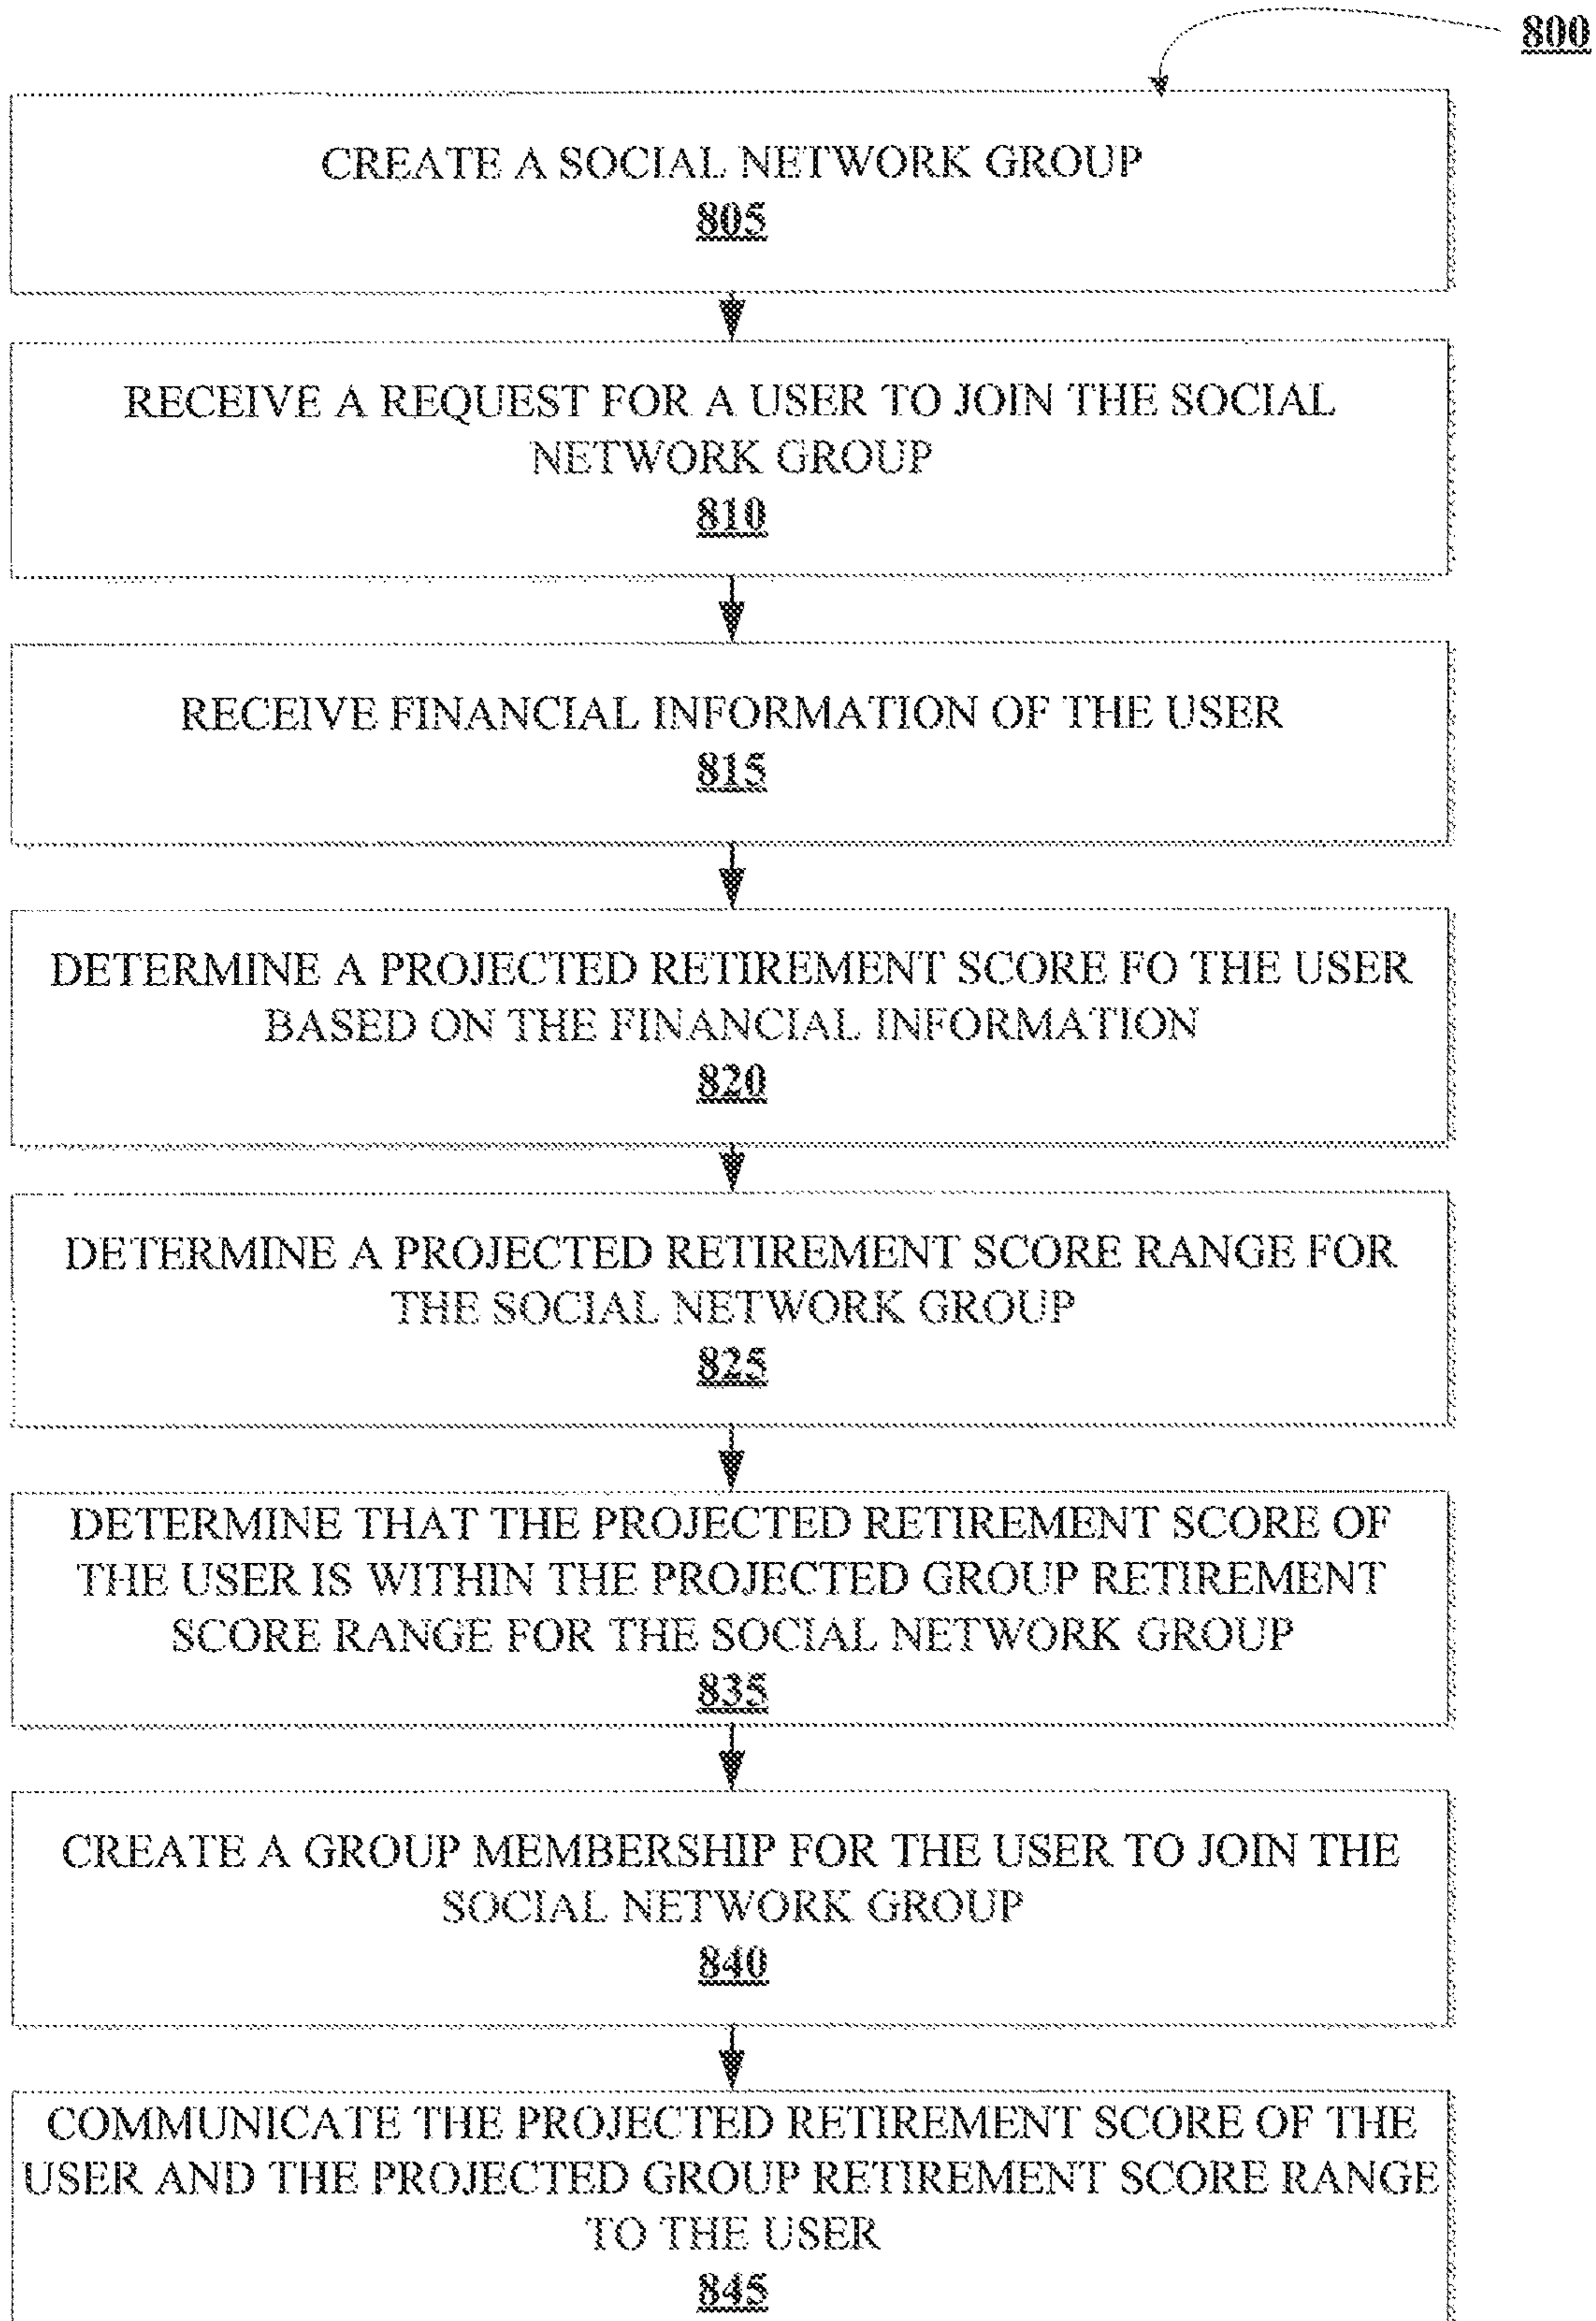 800
CREATE A SOCIAL NETWORK GROUP
805
RECEIVE A REQUEST FOR A USER TO JOIN THE SOCIAL
NETWORK GROUP
810
RECEIVE FINANCIAL INFORMATION OF THE USER
815
DETERMINE A PROJECTED RETIREMENT SCORE FO THE USER
BASED ON THE FINANCIAL INFORMATION
820
DETERMINE A PROJECTED RETIREMENT SCORE RANGE FOR
THE SOCIAL NETWORK GROUP
825
DETERMINE THAT THE PROJECTED RETIREMENT SCORE OF
THE USER IS WITHIN THE PROJECTED GROUP RETIREMENT
SCORE RANGE FOR THE SOCIAL NETWORK GROUP
835
CREATE A GROUP MEMBERSHIP FOR THE USER TO JOIN THE
SOCIAL NETWORK GROUP
840
COMMUNICATE THE PROJECTED RETIREMENT SCORE OF THE
USER AND THE PROJECTED GROUP RETIREMENT SCORE RANGE
TO THE USER
845